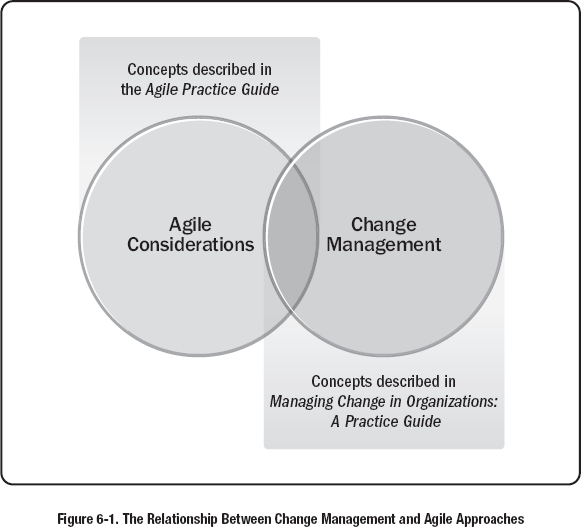 Concepts described in
the Agile Practice Guide
Agile
Considerations
Change
Management
Concepts described in
Managing Change in Organizations:
A Practice Guide
Figure 6-1. The Relationship Between Change Management and Agile Approaches